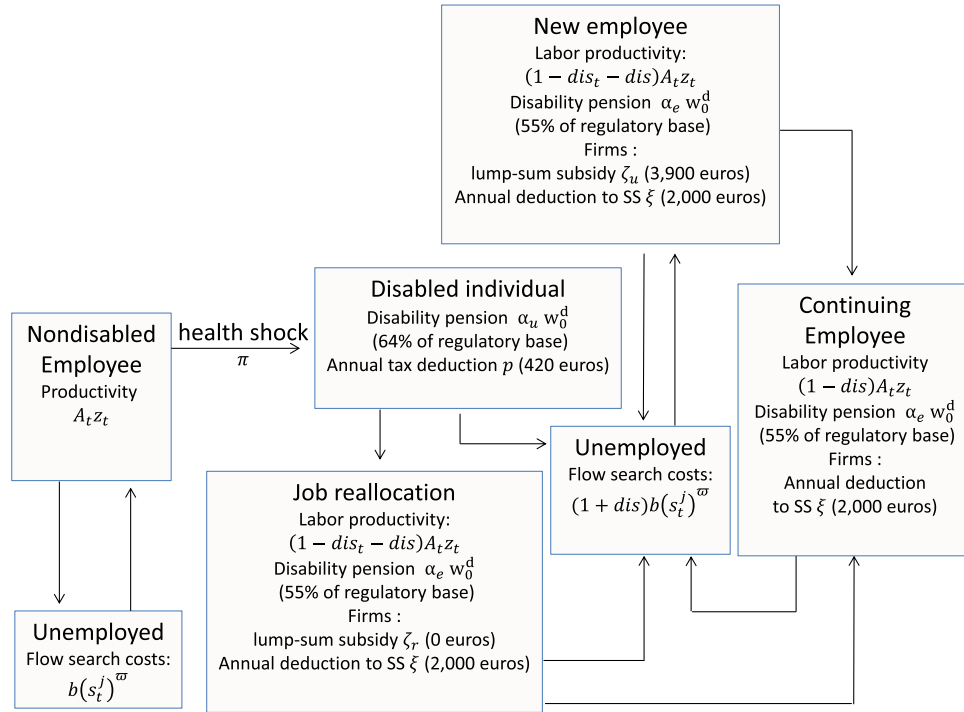 New employee
Labor productivity:
(1 − dis_t − dis)A_t z_t
Disability pension α_e w_0^d
(55% of regulatory base)
Firms :
lump-sum subsidy ζ_u (3,900 euros)
Annual deduction to SS ξ (2,000 euros)
Nondisabled
Employee
Productivity
A_t z_t
health shock
π
Disabled individual
Disability pension α_u w_0^d
(64% of regulatory base)
Annual tax deduction p (420 euros)
Continuing
Employee
Labor productivity
(1 − dis)A_t z_t
Disability pension α_e w_0^d
(55% of regulatory base)
Firms :
Annual deduction
to SS ξ (2,000 euros)
Unemployed
Flow search costs:
(1 + dis)b(s_t^j)^ϖ
Job reallocation
Labor productivity:
(1 − dis_t − dis)A_t z_t
Disability pension α_e w_0^d
(55% of regulatory base)
Firms :
lump-sum subsidy ζ_r (0 euros)
Annual deduction to SS ξ (2,000 euros)
Unemployed
Flow search costs:
b(s_t^j)^ϖ